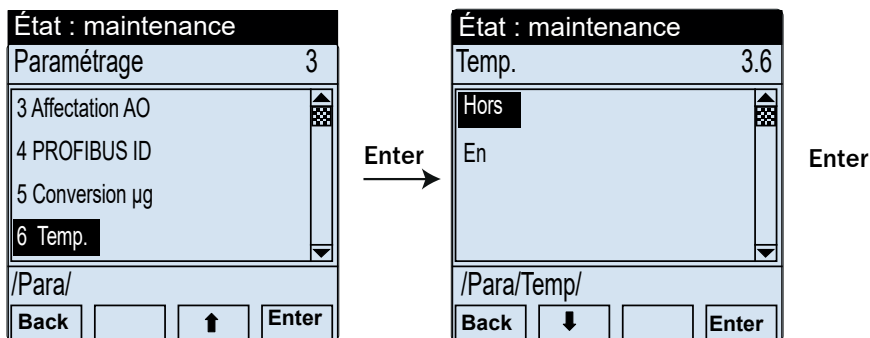 État : maintenance
Paramétrage 3
3 Affectation AO
4 PROFIBUS ID
5 Conversion µg
6 Temp.
/Para/
Back Enter
Enter
État : maintenance
Temp. 3.6
Hors
En
/Para/Temp/
Back Enter
Enter